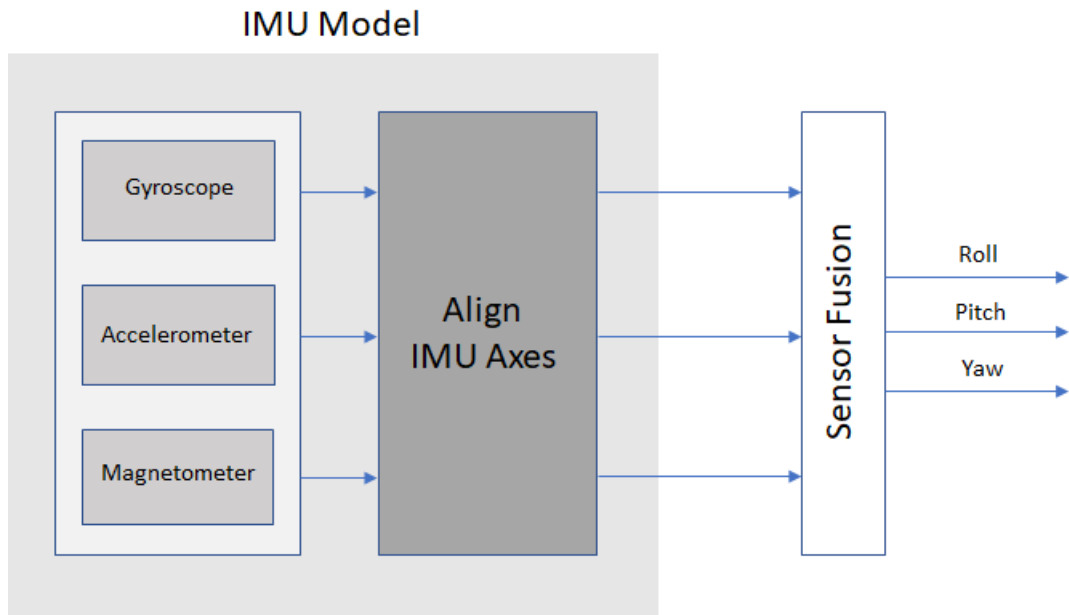 IMU Model
Gyroscope
Accelerometer
Magnetometer
Align
IMU Axes
Sensor Fusion
Roll
Pitch
Yaw